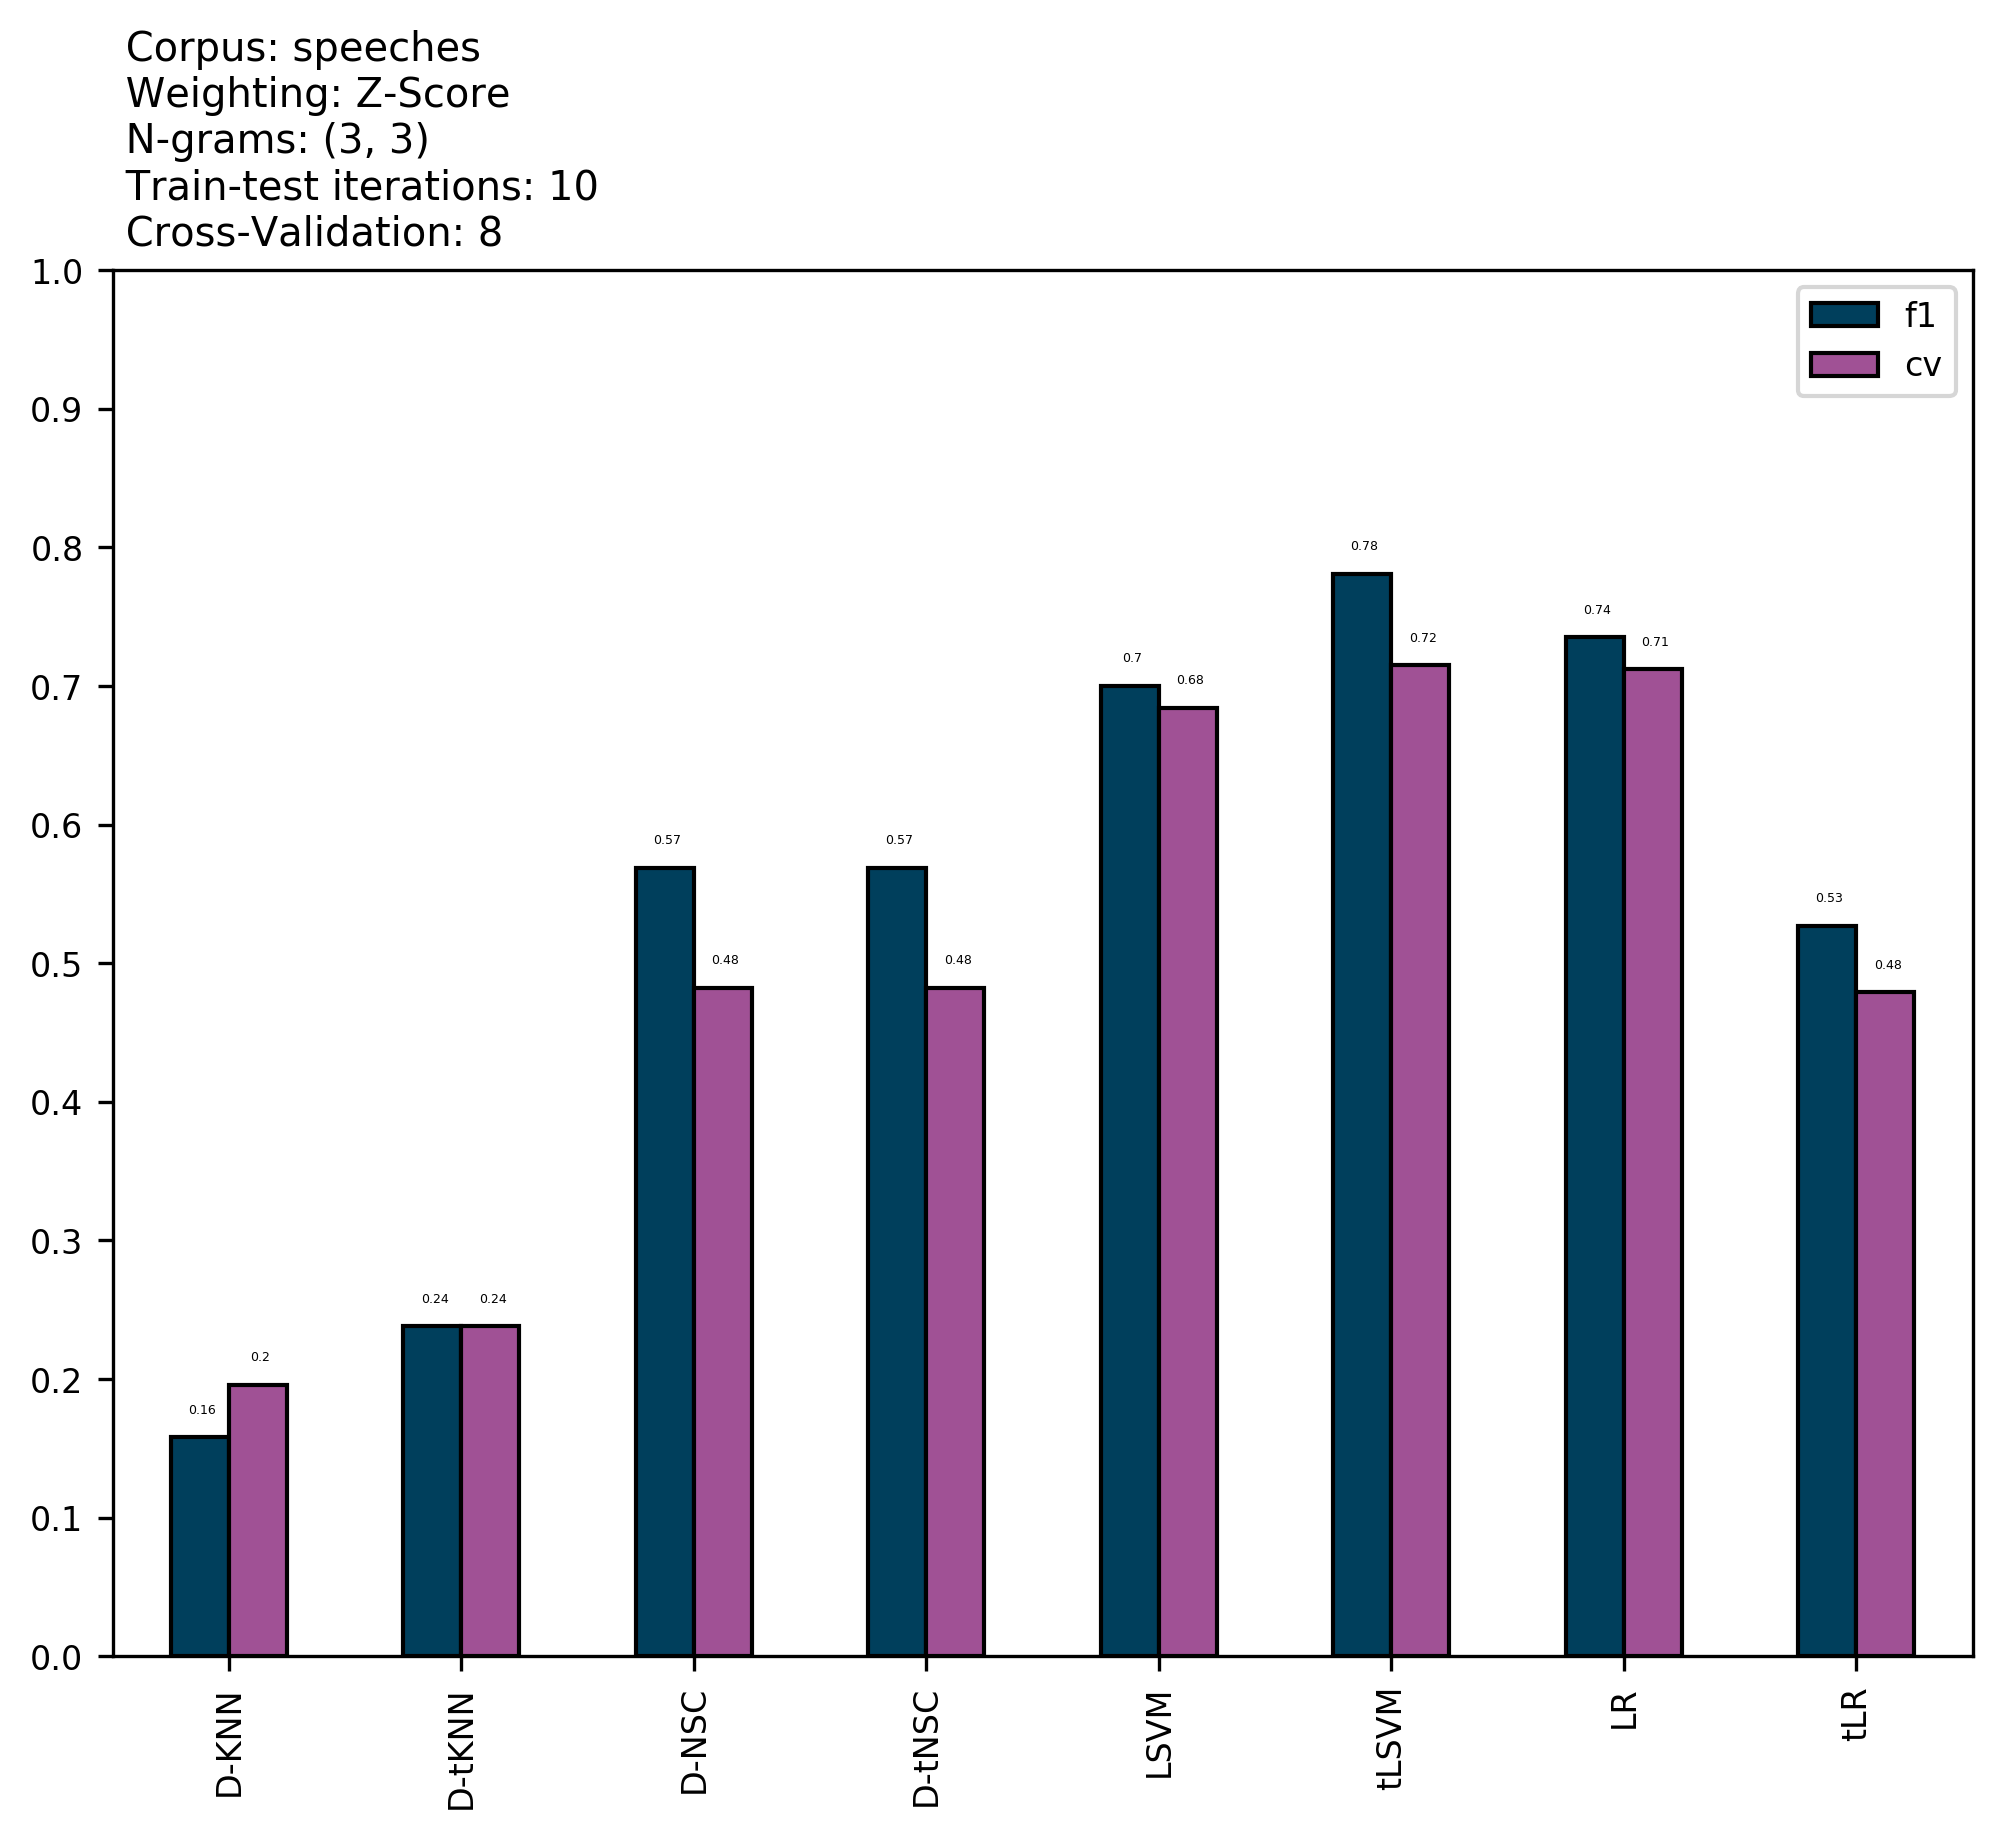 Corpus: speeches
Weighting: Z-Score
N-grams: (3, 3)
Train-test iterations: 10
Cross-Validation: 8
1.0
0.9
0.8
0.7
0.6
0.5
0.4
0.3
0.2
0.1
0.0
f1
cv
0.16
0.2
0.24
0.24
0.57
0.48
0.57
0.48
0.7
0.68
0.78
0.72
0.74
0.71
0.53
0.48
D-KNN
D-tKNN
D-NSC
D-tNSC
LSVM
tLSVM
LR
tLR